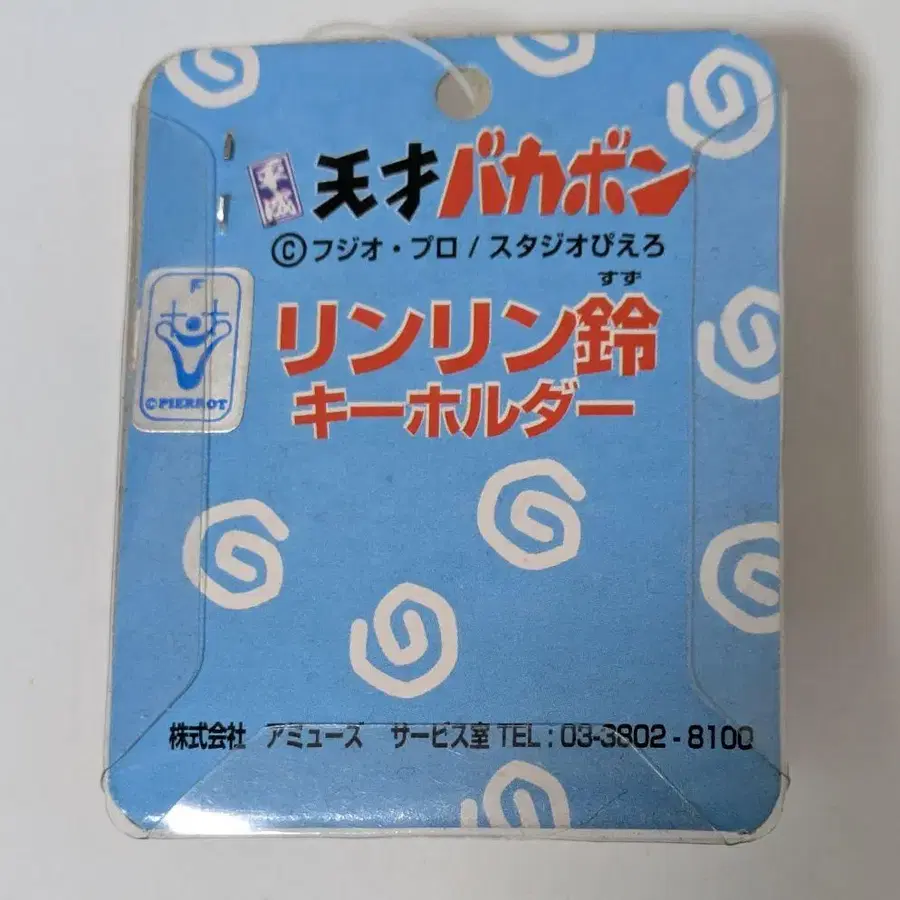 平成 天才バカボン
©フジオ・プロ / スタジオぴえろ
すず
リンリン鈴
キーホルダー
F
©PIERROT
株式会社 アミューズ サービス室 TEL : 03-3802-8100